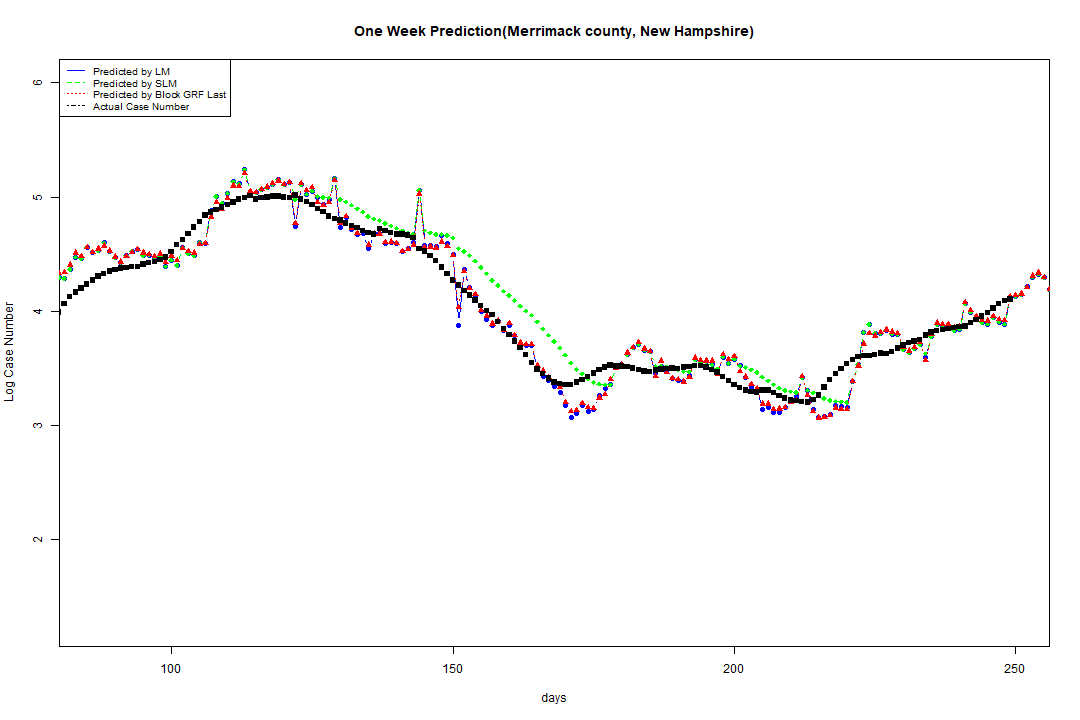 One Week Prediction(Merrimack county, New Hampshire)
Predicted by LM
Predicted by SLM
Predicted by Block GRF Last
Actual Case Number
6
5
4
3
2
Log Case Number
100 150 200 250
days